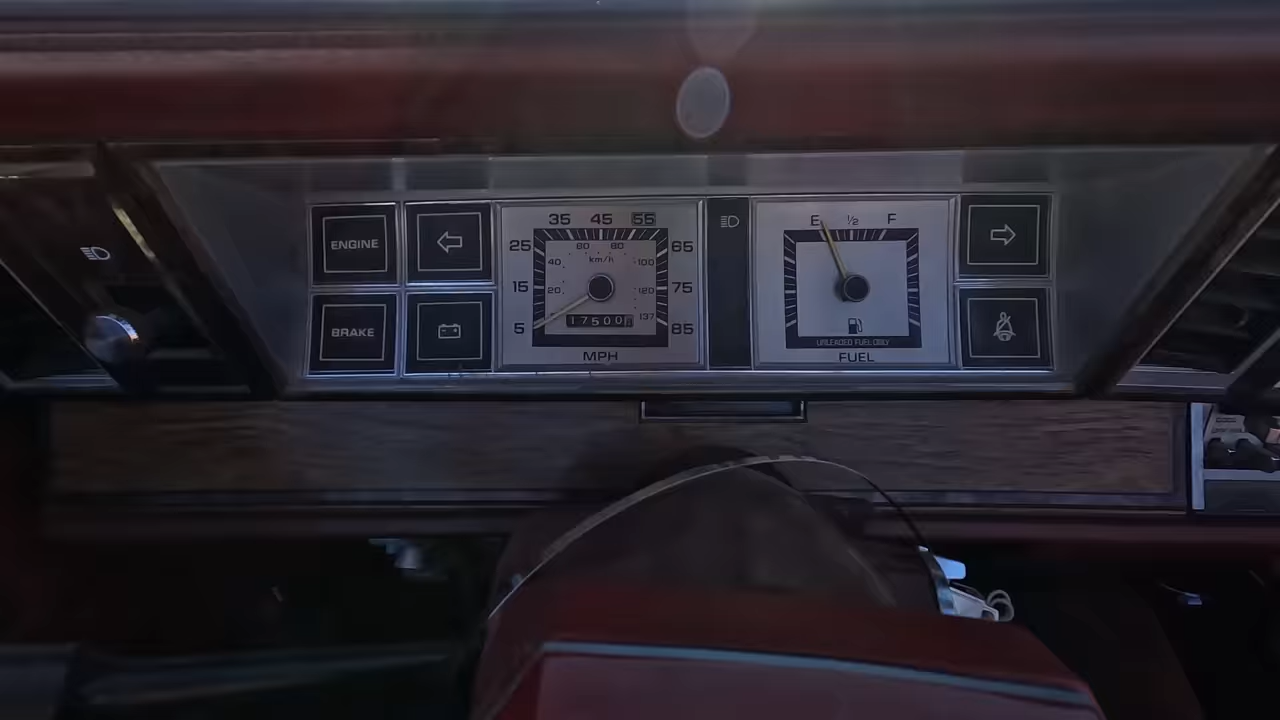 ENGINE
BRAKE
5 15 25 35 45 55 65 75 85
20 40 60 80 100 120 137
km/h
17500
MPH
E ½ F
UNLEADED FUEL ONLY
FUEL